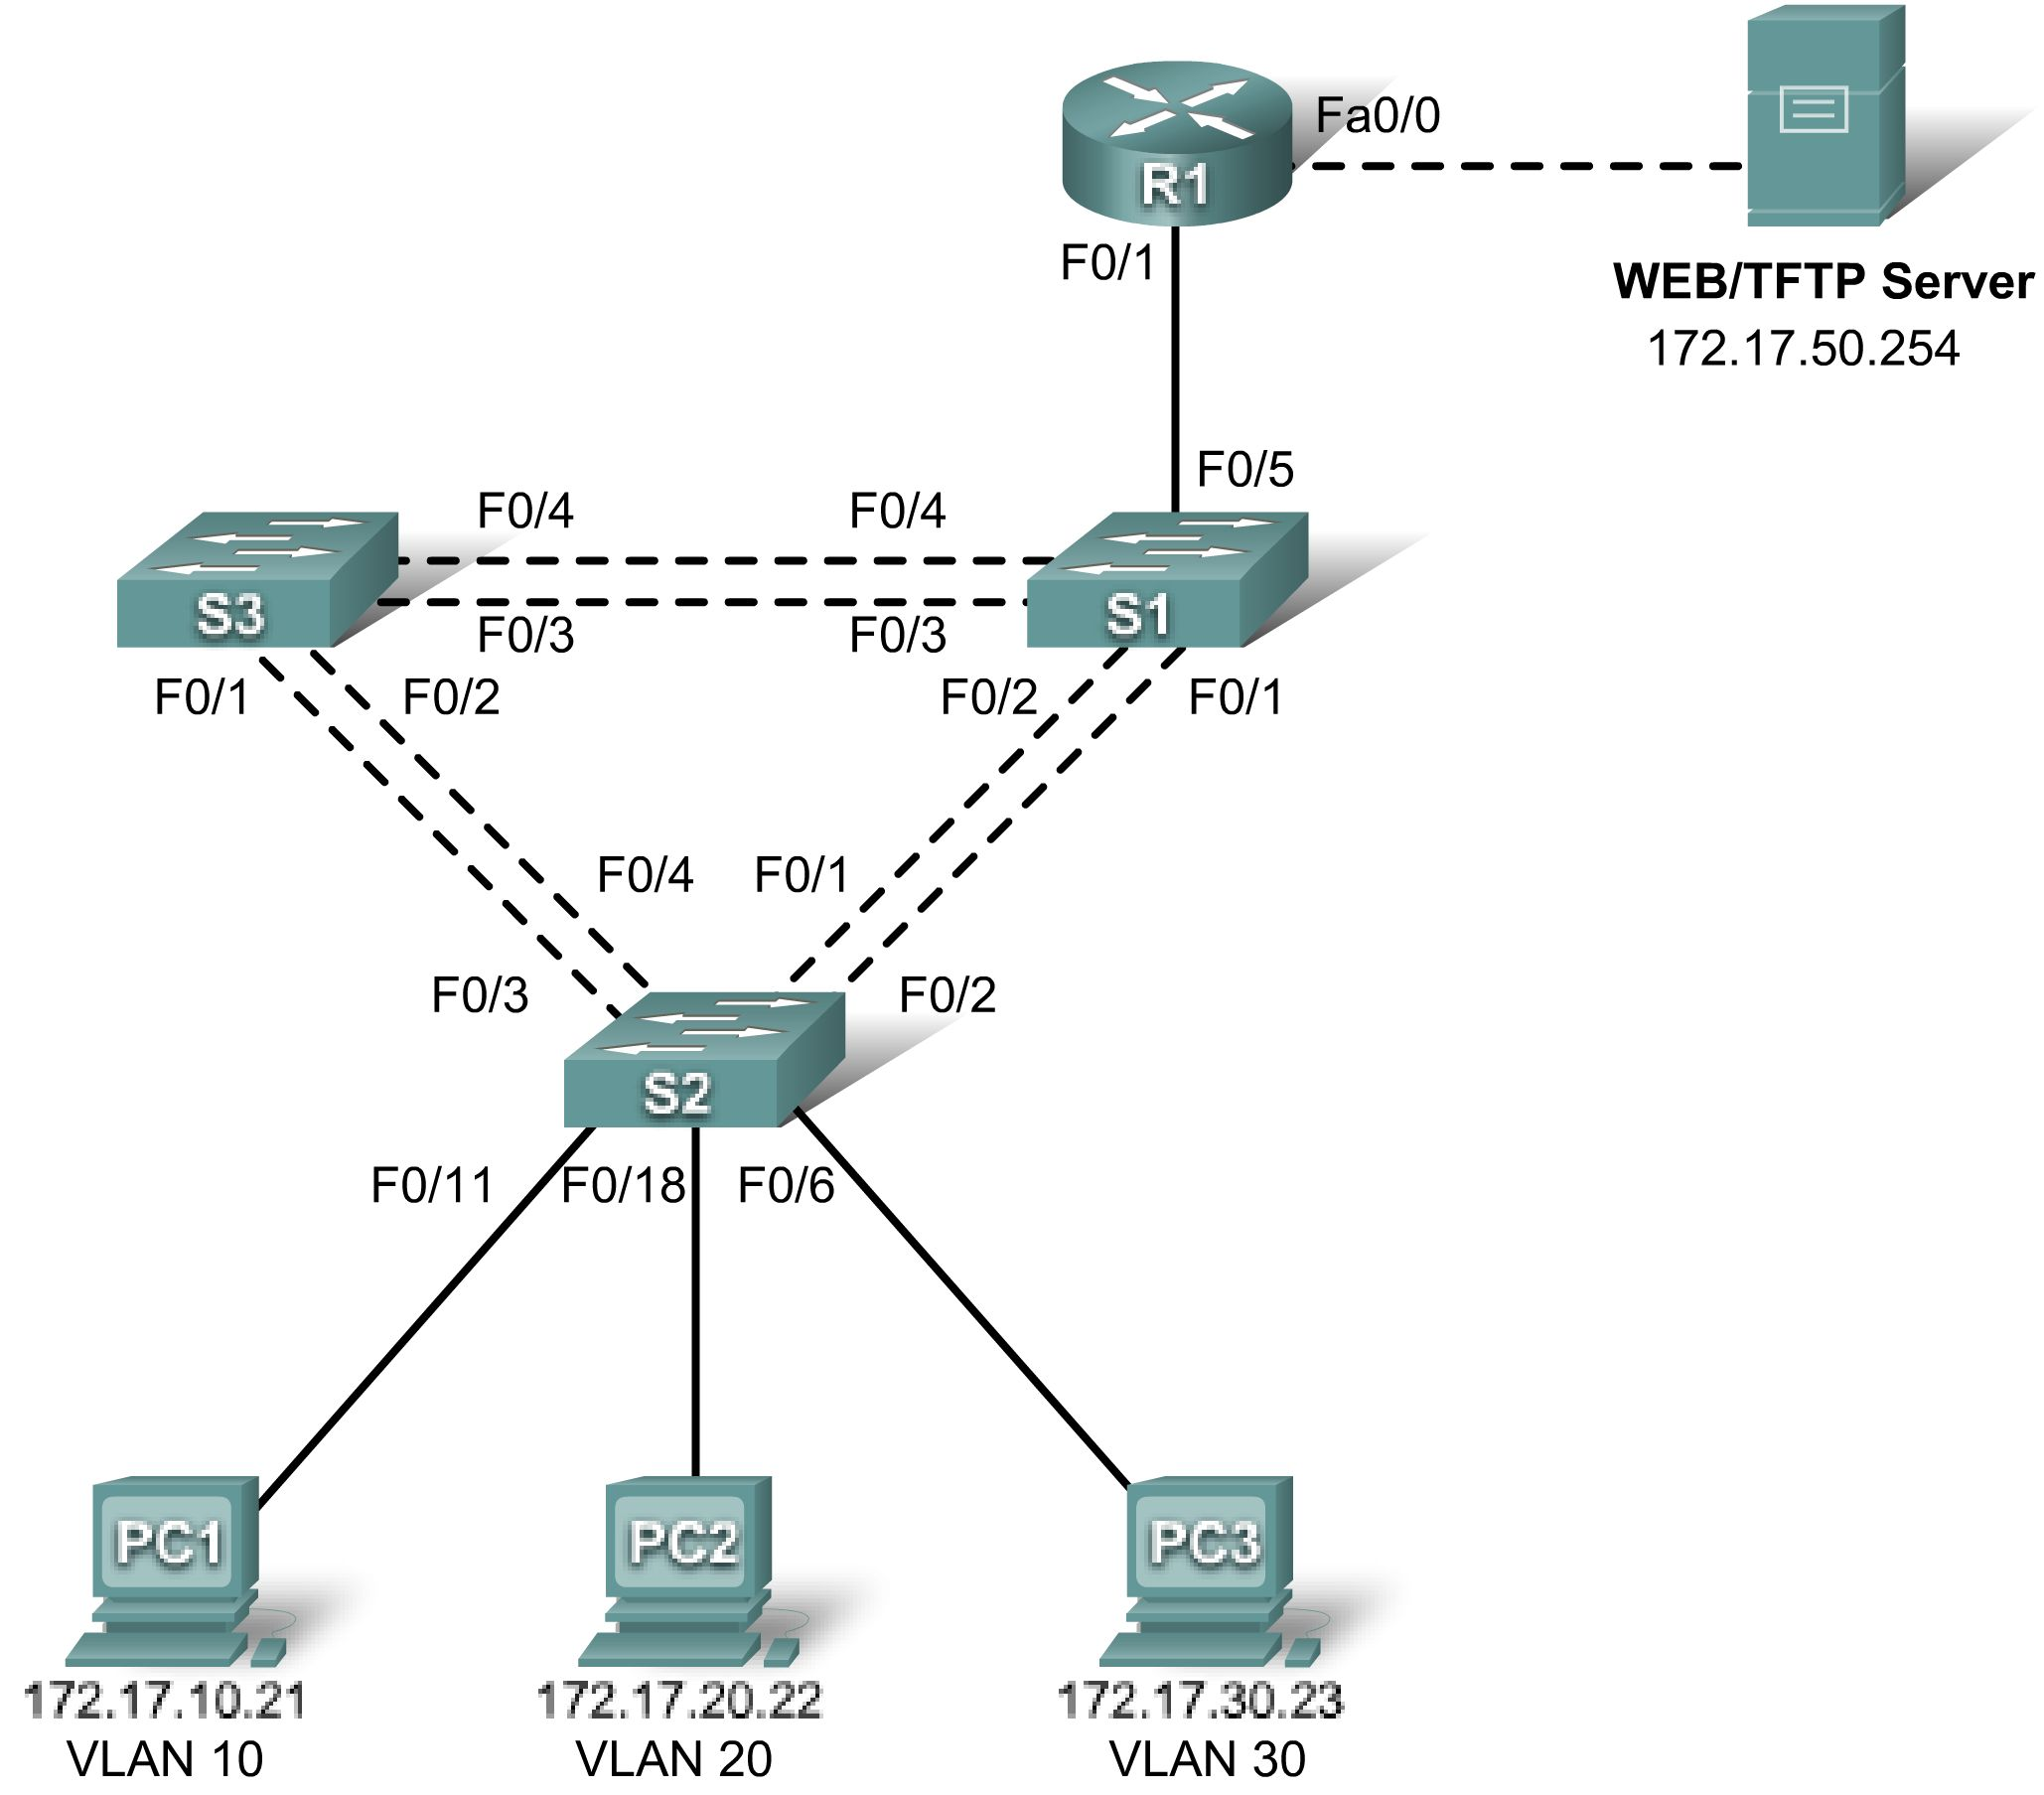 Fa0/0
R1
F0/1
WEB/TFTP Server
172.17.50.254
F0/5
F0/4
F0/4
S3
S1
F0/3
F0/3
F0/1
F0/2
F0/2
F0/1
F0/4
F0/1
F0/3
F0/2
S2
F0/11
F0/18
F0/6
PC1
PC2
PC3
172.17.10.21
172.17.20.22
172.17.30.23
VLAN 10
VLAN 20
VLAN 30